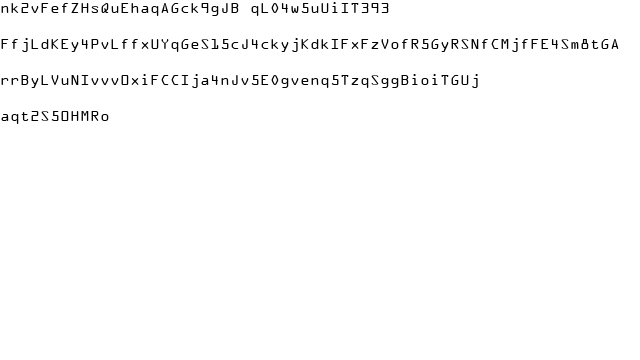 nk2vFefZHsQuEhaqAGck9gJB qL04w5uUiIT393
FfjLdKEy4PvLffxUYqGeS15cJ4ckyjKdkIFxFzVofR5GyRSNfCMjfFE4Sm8tGA
rrByLVuNIvvvOxiFCCIja4nJv5E0gvenq5TzqSggBioiTGUj
aqt2S5OHMRo